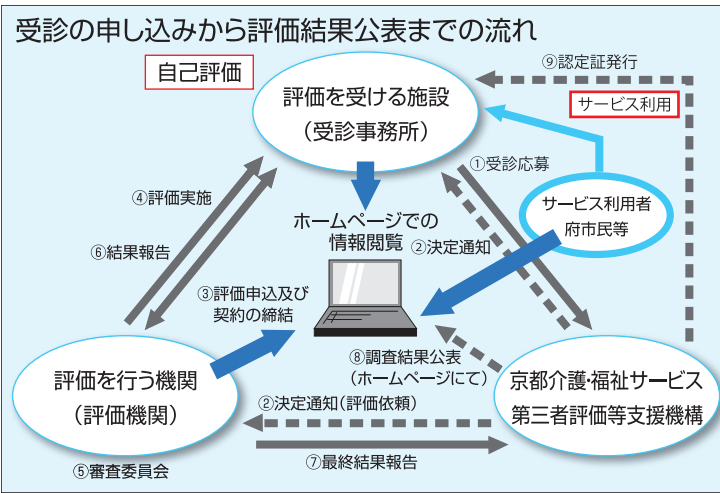 受診の申し込みから評価結果公表までの流れ
自己評価
⑨認定証発行
評価を受ける施設
（受診事務所）
サービス利用
①受診応募
④評価実施
サービス利用者
府市民等
ホームページでの
情報閲覧
②決定通知
⑥結果報告
③評価申込及び
契約の締結
⑧調査結果公表
（ホームページにて）
評価を行う機関
（評価機関）
京都介護・福祉サービス
第三者評価等支援機構
②決定通知（評価依頼）
⑦最終結果報告
⑤審査委員会